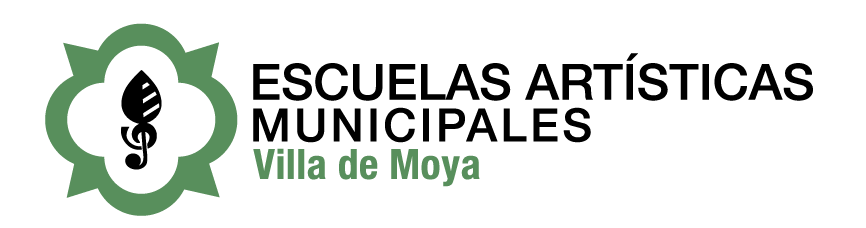 ESCUELAS ARTÍSTICAS
MUNICIPALES
Villa de Moya